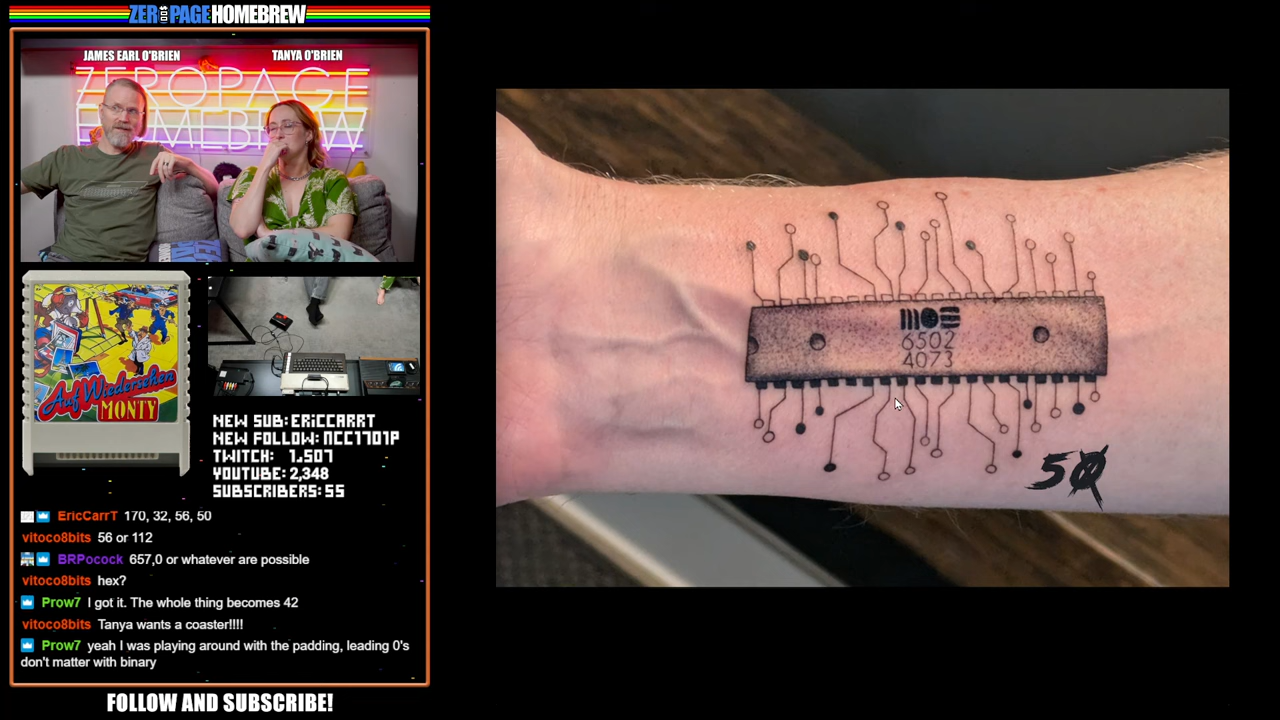 ZEROPAGE HOMEBREW
JAMES EARL O'BRIEN
TANYA O'BRIEN
ZEROPAGE
HOMEBREW
Auf Wiedersehen
MONTY
NEW SUB: ERICCARRT
NEW FOLLOW: NCC1701P
TWITCH: 1,507
YOUTUBE: 2,348
SUBSCRIBERS: 55
EricCarrT 170, 32, 56, 50
vitoco8bits 56 or 112
BRPocock 657,0 or whatever are possible
vitoco8bits hex?
Prow7 I got it. The whole thing becomes 42
vitoco8bits Tanya wants a coaster!!!!
Prow7 yeah I was playing around with the padding, leading 0's
don't matter with binary
FOLLOW AND SUBSCRIBE!
mos
6502
4073
50